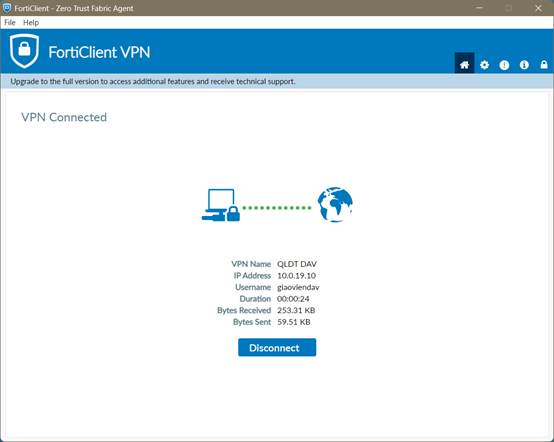 FortiClient - Zero Trust Fabric Agent
File Help
FortiClient VPN
Upgrade to the full version to access additional features and receive technical support.
VPN Connected
VPN Name QLDT DAV
IP Address 10.0.19.10
Username giaoviendav
Duration 00:00:24
Bytes Received 253.31 KB
Bytes Sent 59.51 KB
Disconnect